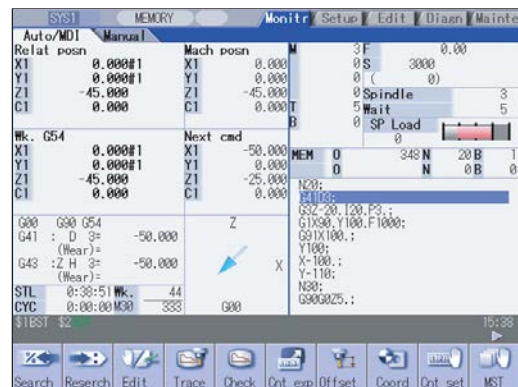 SYS1 MEMORY Monitr Setup Edit Diagn Mainte
Auto/MDI Manual
Relat posn Mach posn M 3 F 0.00
X1 0.000#1 X1 0.000 0 S 3000
Y1 0.000#1 Y1 0.000 0 ( 0)
Z1 -45.000 Z1 0.000 0 Spindle 3
C1 0.000 C1 0.000 T 5 Wait 5
B 0 SP Load
0
Wk. G54 Next cmd
X1 0.000#1 X1 -50.000 MEM O 348 N 20 B 1
Y1 0.000#1 Y1 0.000 O N 0 B 0
Z1 -45.000 Z1 -25.000
C1 0.000 C1 0.000
N20;
G41D3;
G3Z-20.I20.P3.;
G1X90.Y100.F1000;
G91X100.;
Y100;
X-100.;
Y-110;
N30;
G90G0Z5.;
G00 G90 G54 Z
G41 : D 3= -50.000
(Wear)= X
G43 :Z H 3= -50.000
(Wear)=
STL 0:38:51 Wk. 44
CYC 0:00:00 M30 333 G00
$1BST $2 15:38
Search Reserch Edit Trace Check Cnt exp Offset Coord Cnt set MST